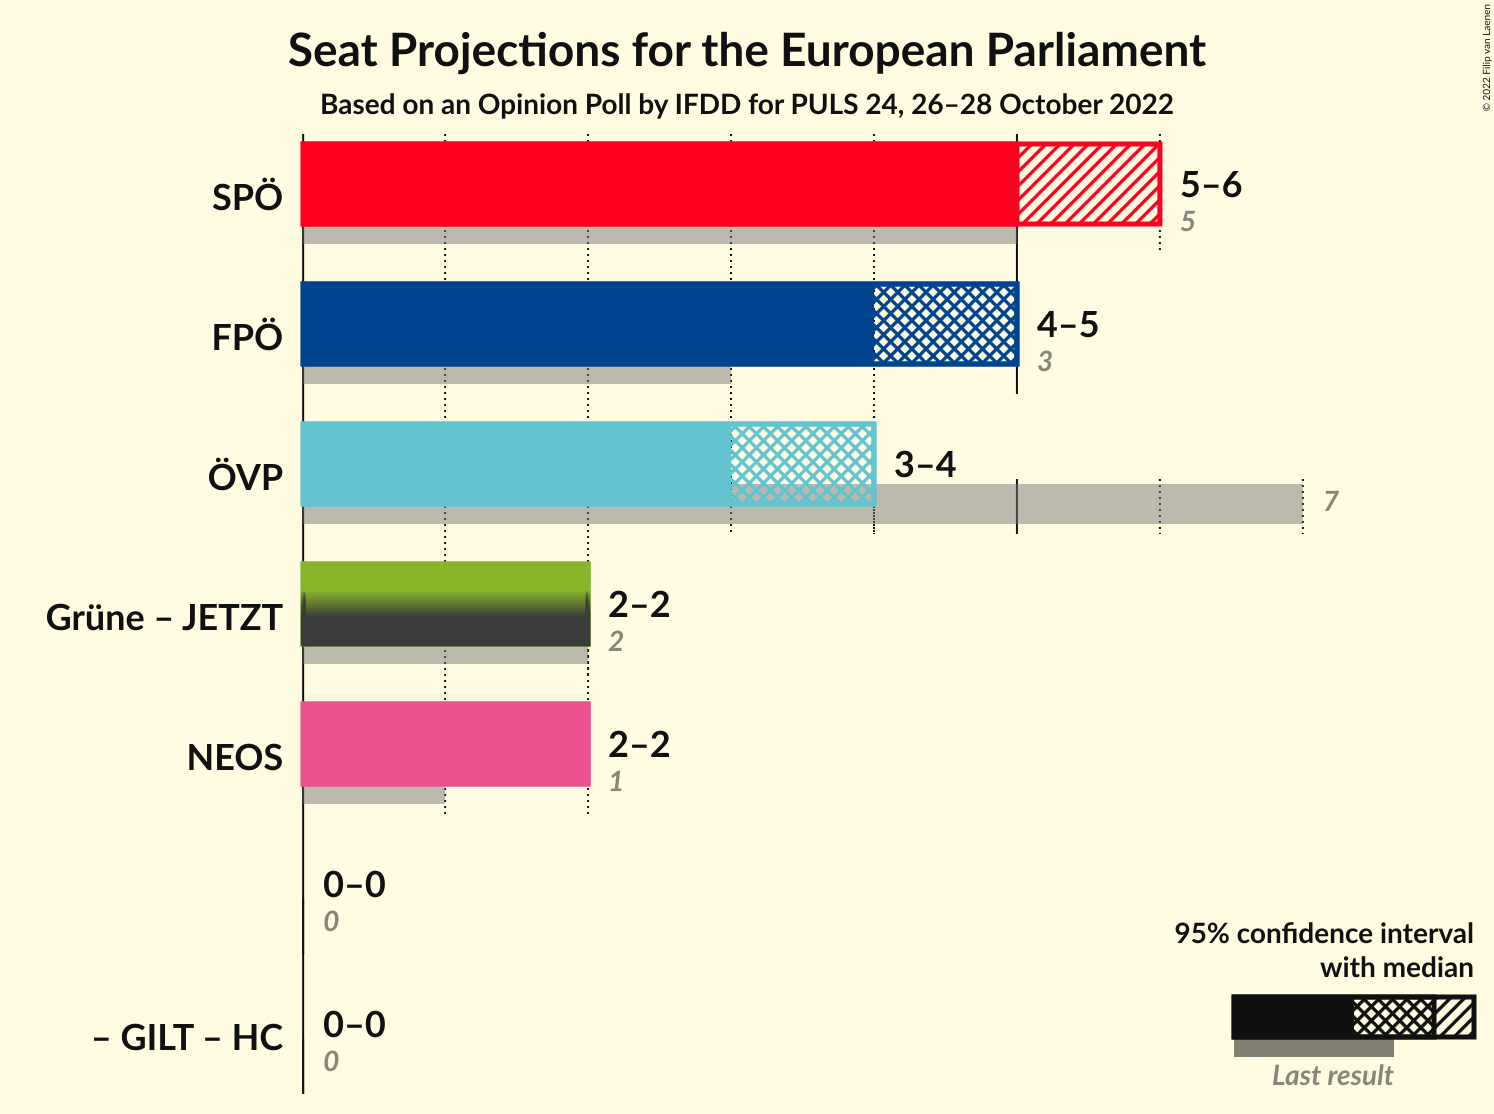 Seat Projections for the European Parliament
Based on an Opinion Poll by IFDD for PULS 24, 26–28 October 2022
© 2022 Filip van Laenen
SPÖ
5–6
5
FPÖ
4–5
3
ÖVP
3–4
7
Grüne – JETZT
2–2
2
NEOS
2–2
1
0–0
0
– GILT – HC
0–0
0
95% confidence interval
with median
Last result